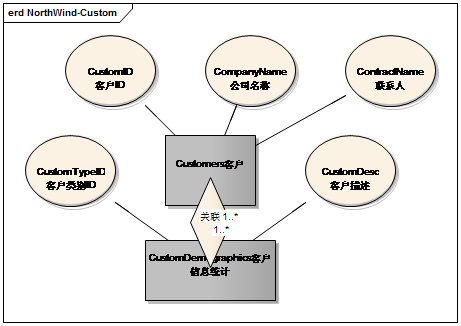 erd NorthWind-Custom
CustomID
客户ID
CompanyName
公司名称
ContractName
联系人
Customers客户
CustomTypeID
客户类别ID
CustomDesc
客户描述
关联 1..*
1..*
CustomDemographics客户
信息统计